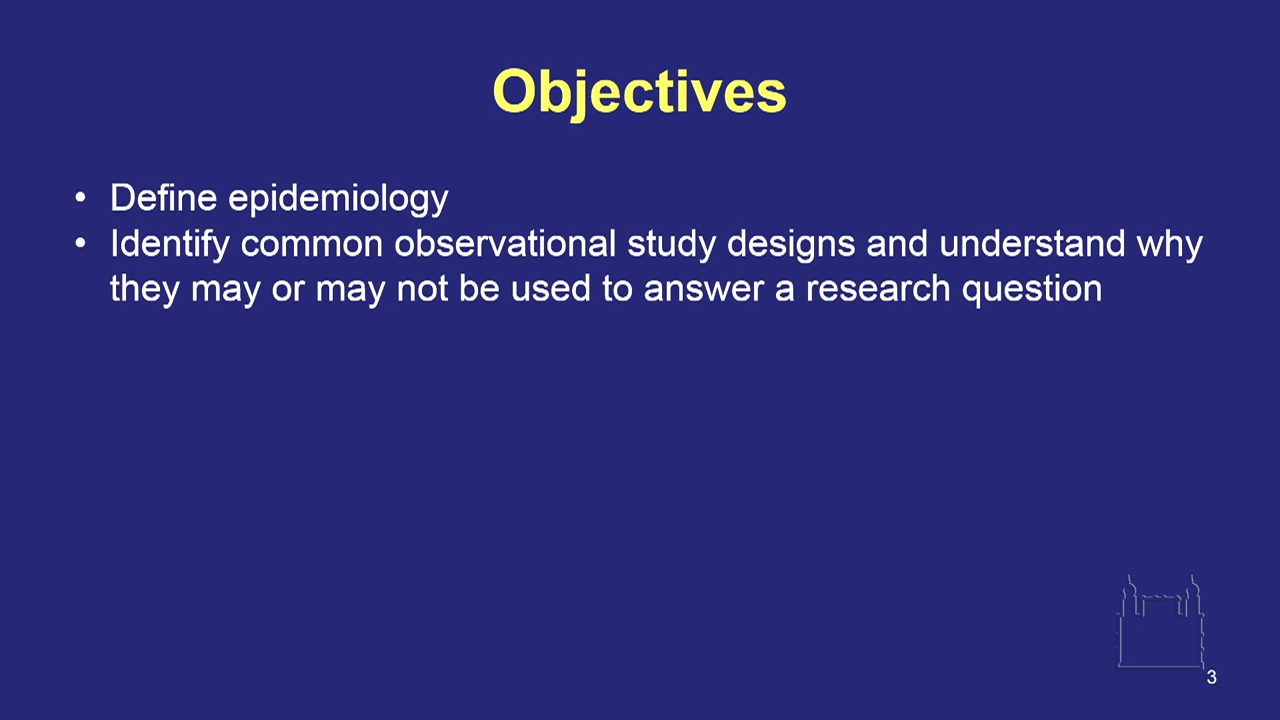 Objectives
• Define epidemiology
• Identify common observational study designs and understand why
they may or may not be used to answer a research question
3